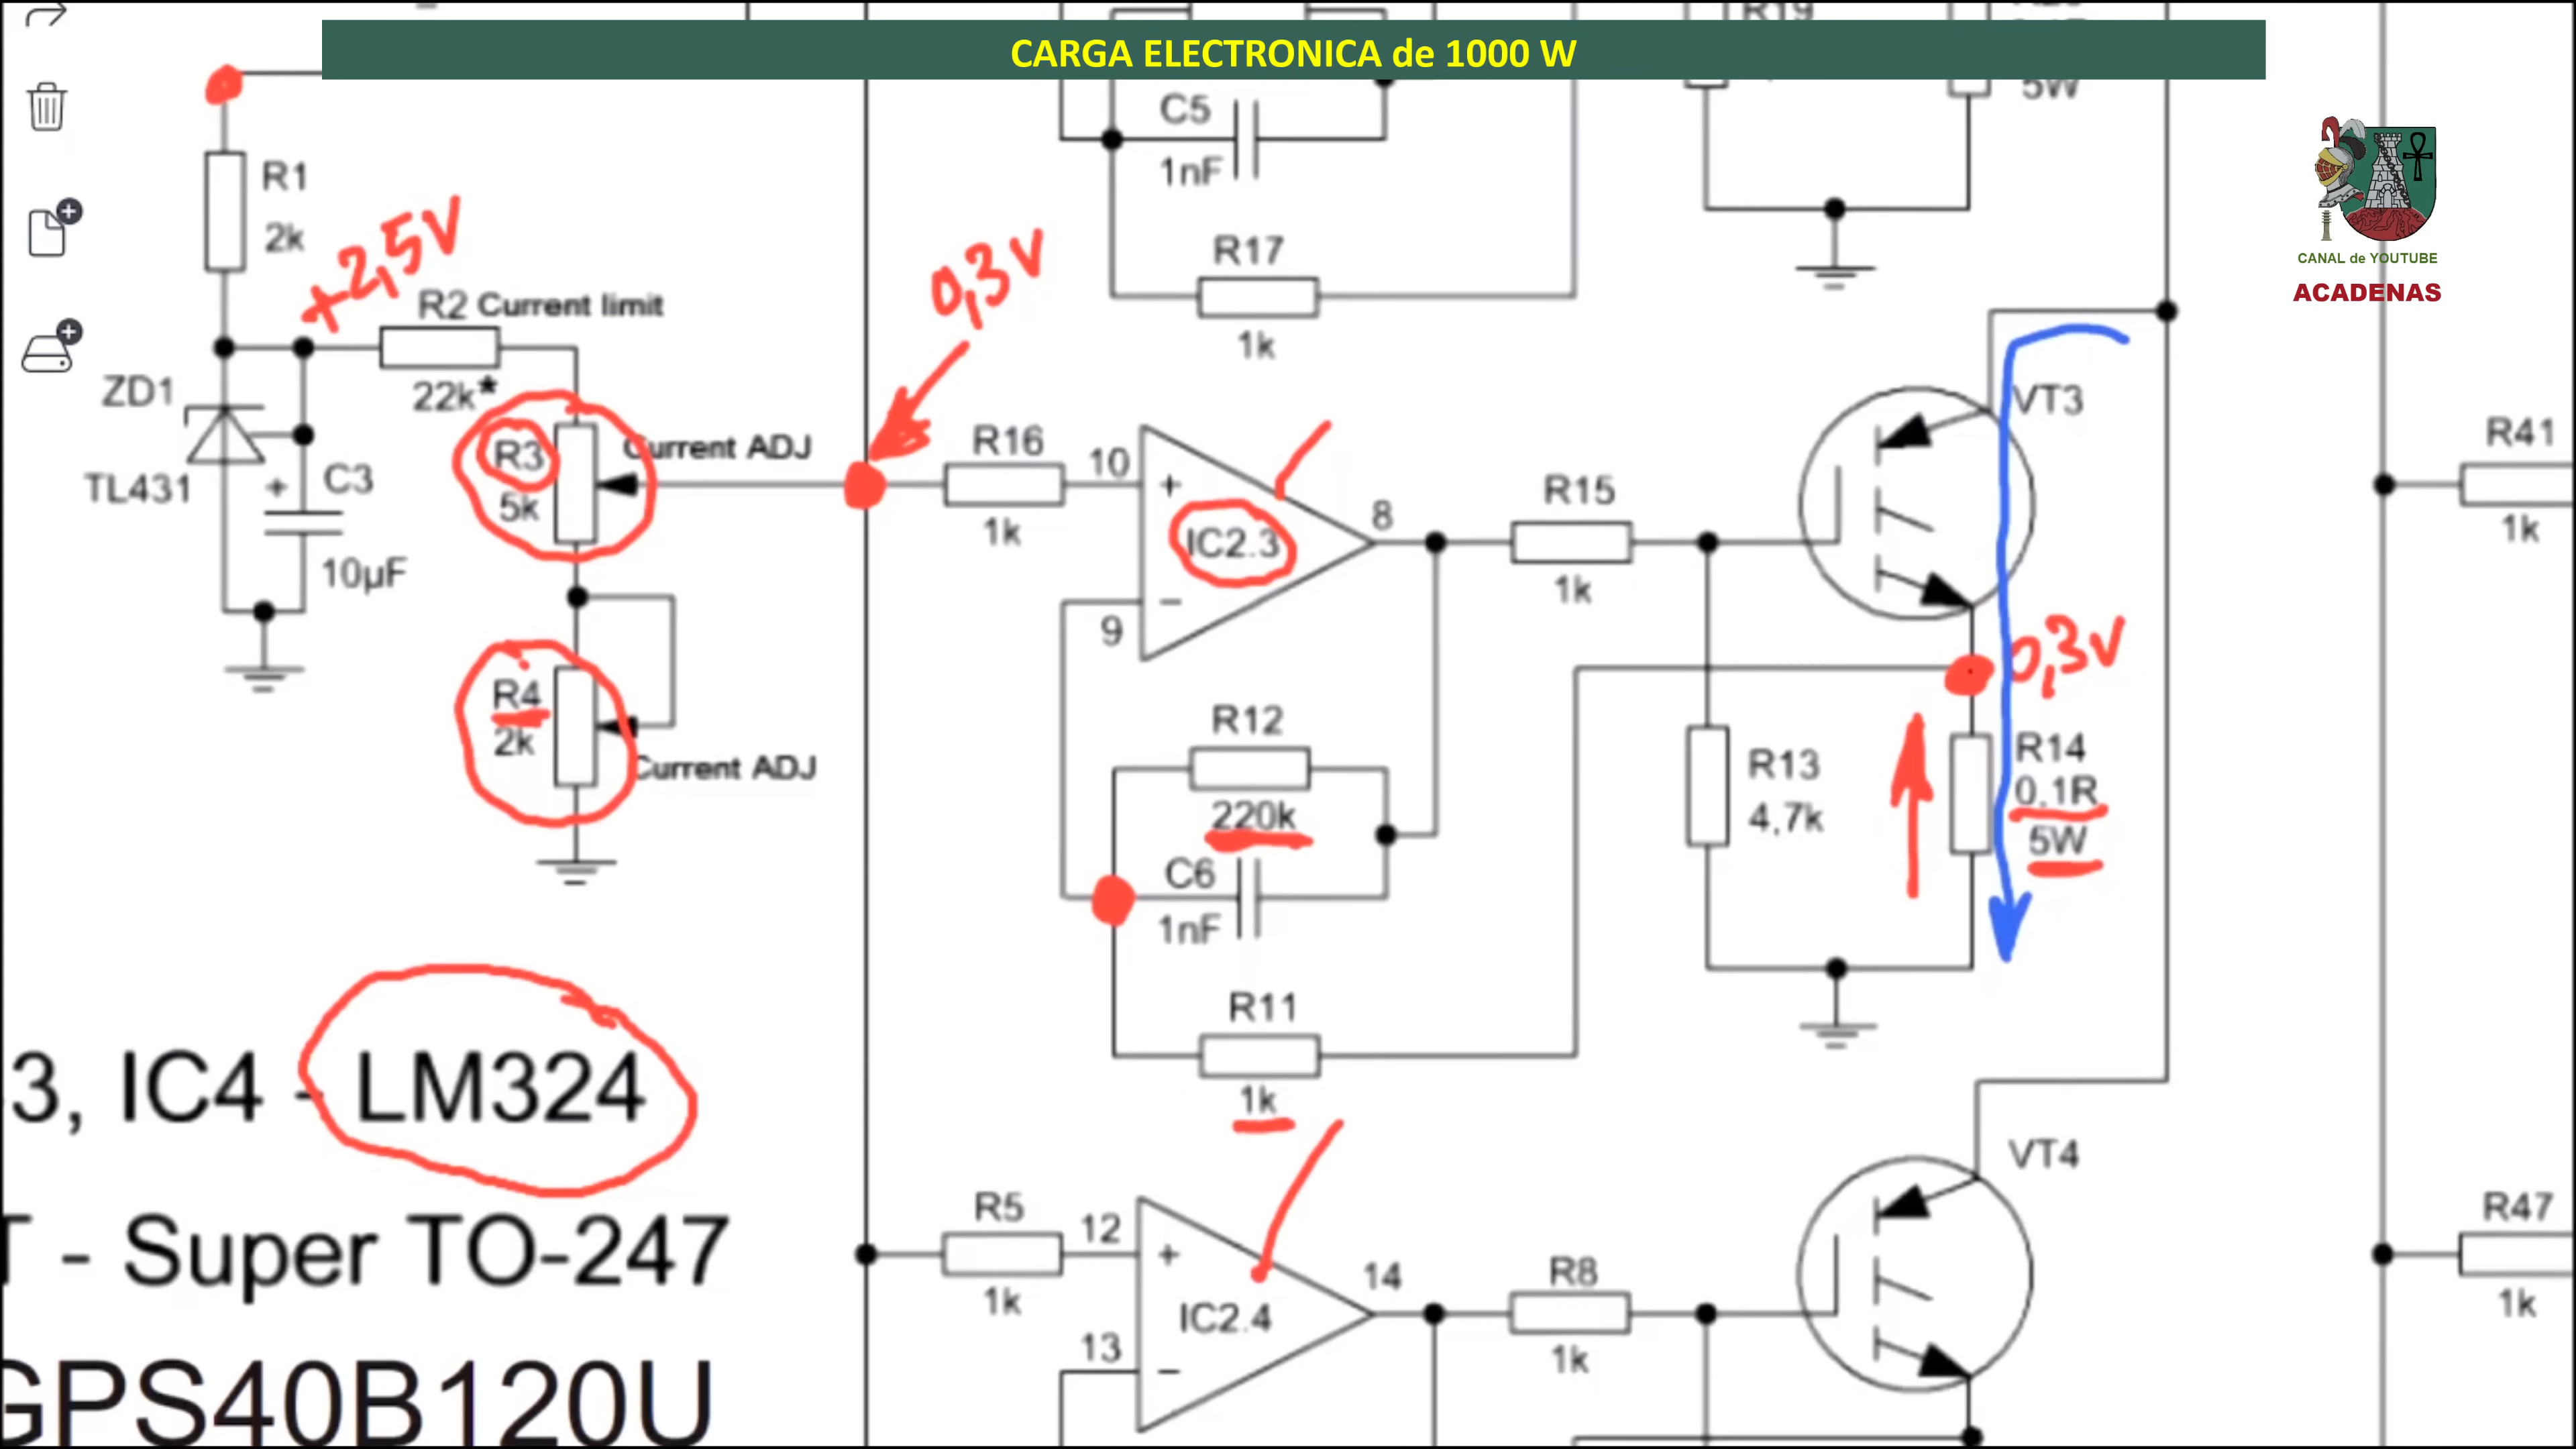 CARGA ELECTRONICA de 1000 W
5W
C5
1nF
R1
2k
+2,5V
R17
1k
0,3V
CANAL de YOUTUBE
ACADENAS
R2 Current limit
22k*
ZD1
TL431
C3
+
10µF
R3
5k
Current ADJ
R16
1k
10
+
IC2.3
9
−
8
R15
1k
VT3
R41
1k
0,3V
R4
2k
Current ADJ
R12
220k
C6
1nF
R13
4,7k
R14
0.1R
5W
R11
1k
3, IC4 - LM324
R5
1k
12
+
IC2.4
13
−
14
R8
1k
VT4
R47
1k
T - Super TO-247
GPS40B120U